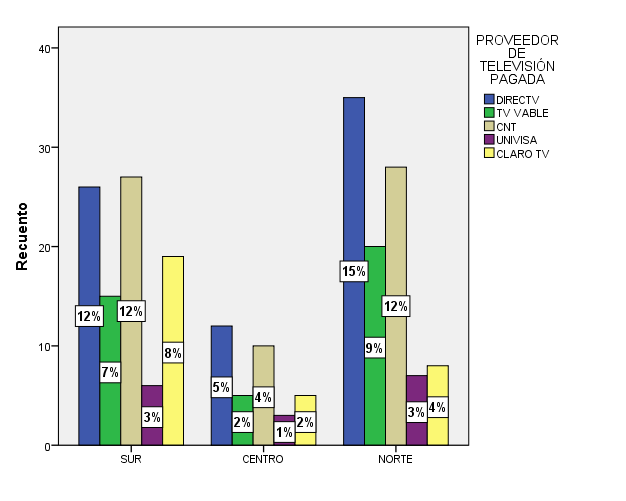 PROVEEDOR
DE
TELEVISIÓN
PAGADA
DIRECTV
TV VABLE
CNT
UNIVISA
CLARO TV
Recuento
40
30
20
10
0
12%
7%
12%
3%
8%
5%
2%
4%
1%
2%
15%
9%
12%
3%
4%
SUR
CENTRO
NORTE